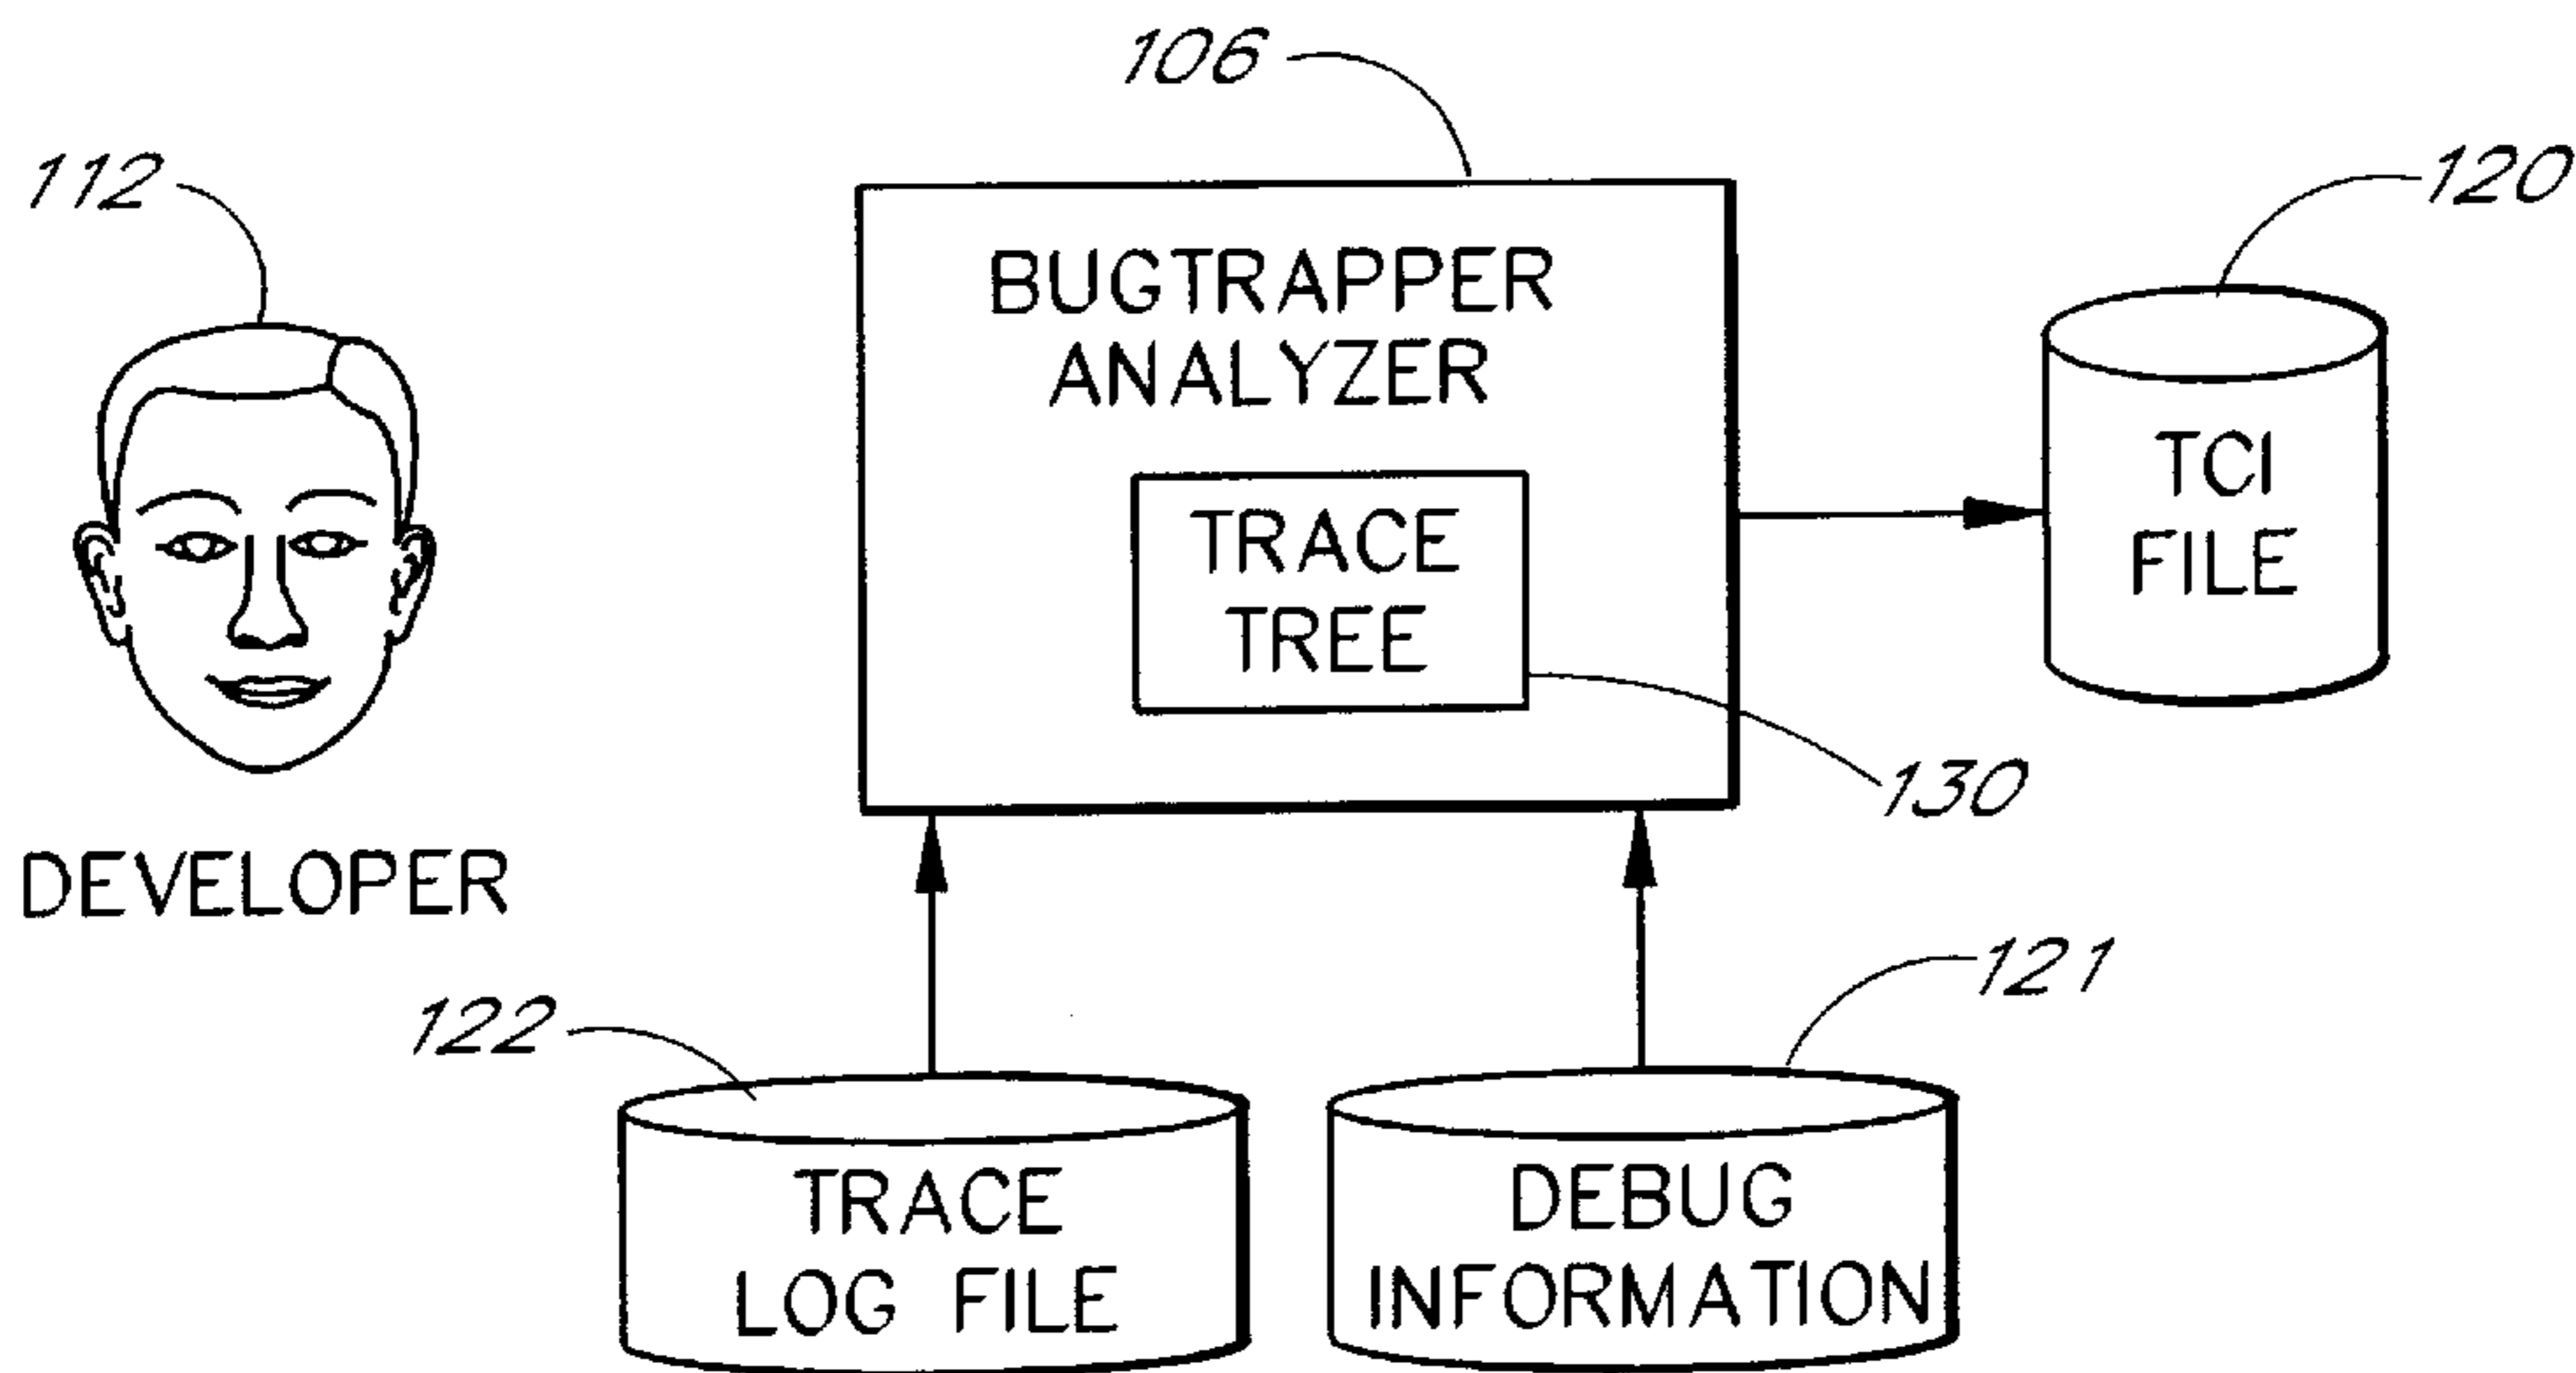 106
112
120
BUGTRAPPER
ANALYZER
TCI
FILE
TRACE
TREE
130
DEVELOPER
122
121
TRACE
LOG FILE
DEBUG
INFORMATION